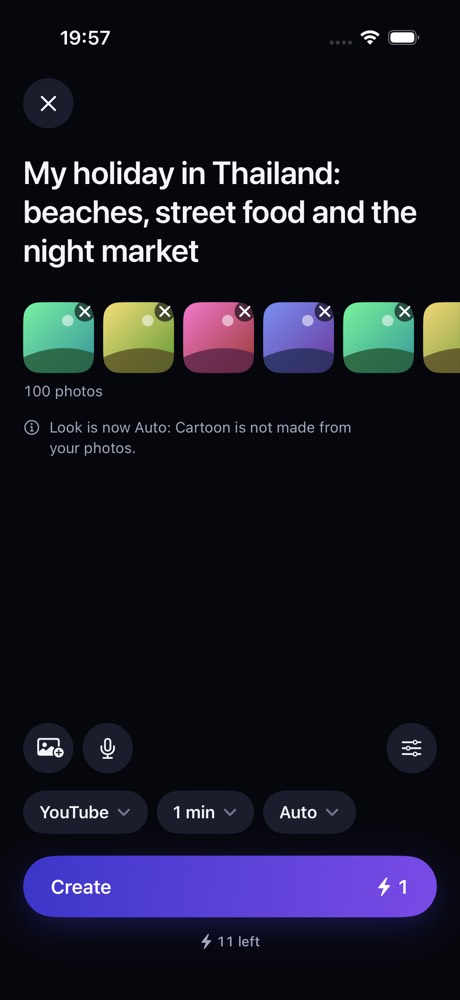 19:57
My holiday in Thailand:
beaches, street food and the
night market
100 photos
Look is now Auto: Cartoon is not made from
your photos.
YouTube
1 min
Auto
Create
1
11 left